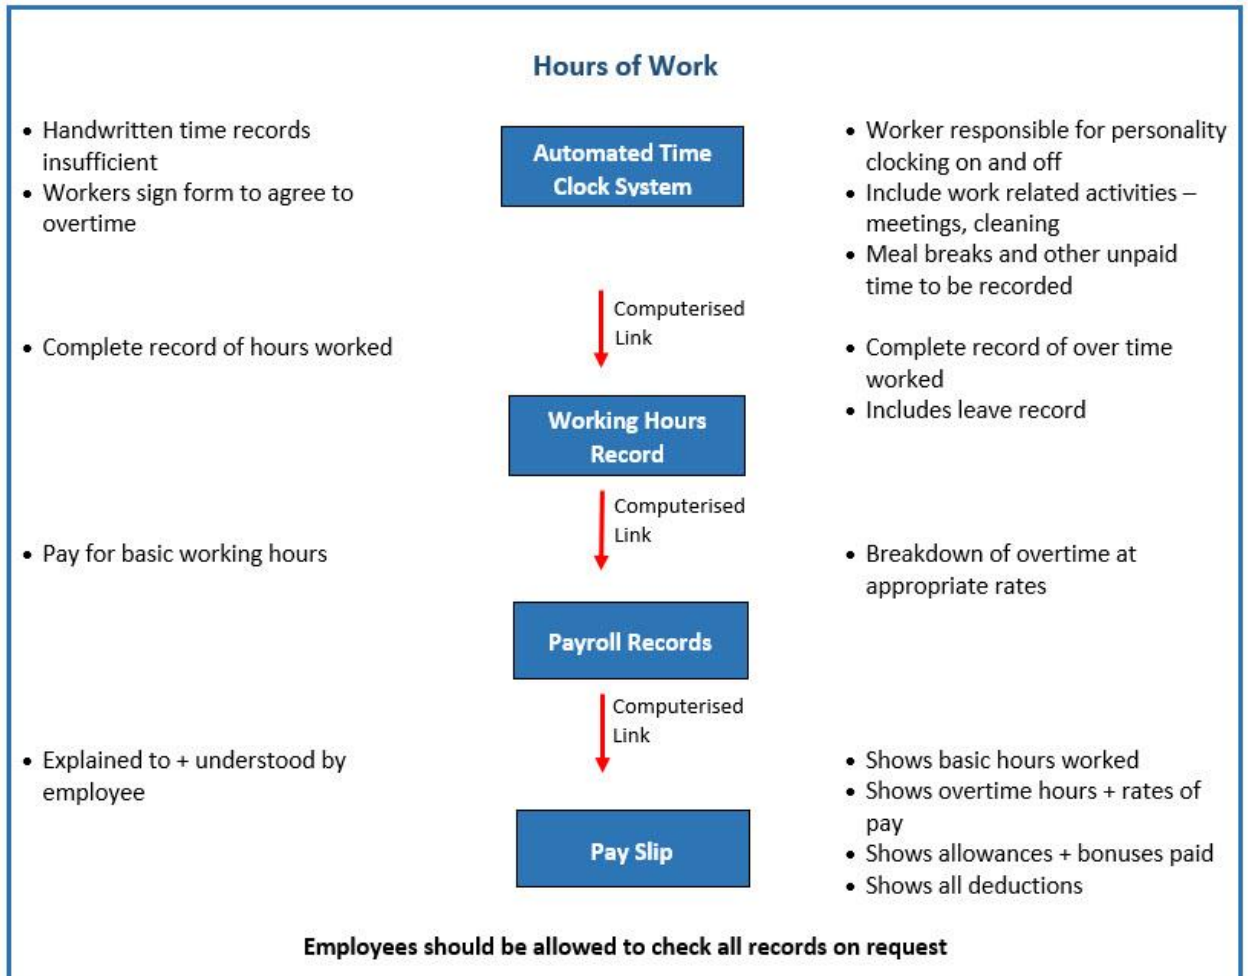 Hours of Work
• Handwritten time records
insufficient
• Workers sign form to agree to
overtime
Automated Time
Clock System
• Worker responsible for personality
clocking on and off
• Include work related activities –
meetings, cleaning
• Meal breaks and other unpaid
time to be recorded
Computerised
Link
• Complete record of hours worked
• Complete record of over time
worked
• Includes leave record
Working Hours
Record
Computerised
Link
• Pay for basic working hours
• Breakdown of overtime at
appropriate rates
Payroll Records
Computerised
Link
• Explained to + understood by
employee
• Shows basic hours worked
• Shows overtime hours + rates of
pay
• Shows allowances + bonuses paid
• Shows all deductions
Pay Slip
Employees should be allowed to check all records on request